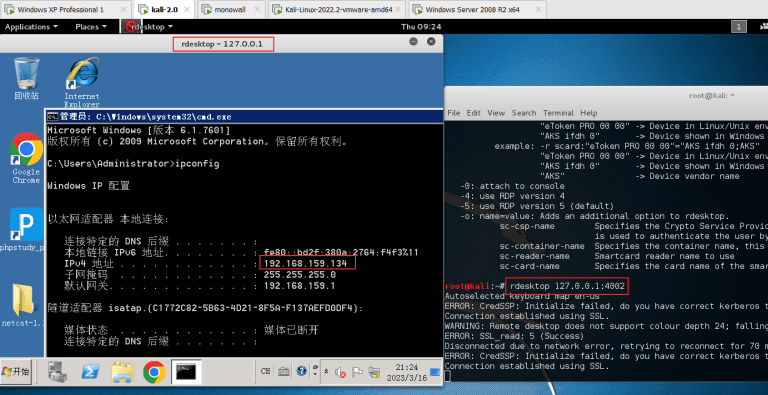 Windows XP Professional 1
kali-2.0
monowall
Kali-Linux-2022.2-vmware-amd64
Windows Server 2008 R2 x64
Applications
Places
rdesktop
Thu 09:24
1
rdesktop - 127.0.0.1
回收站
Internet
Explorer
Google
Chrome
phpstudy_p
netcat-1.
管理员: C:\Windows\system32\cmd.exe
Microsoft Windows [版本 6.1.7601]
版权所有 (c) 2009 Microsoft Corporation。保留所有权利。
C:\Users\Administrator>ipconfig
Windows IP 配置
以太网适配器 本地连接:
连接特定的 DNS 后缀 . . . . . . . :
本地链接 IPv6 地址. . . . . . . . : fe80::bd2f:380a:2764:f4f3%11
IPv4 地址 . . . . . . . . . . . . : 192.168.159.134
子网掩码 . . . . . . . . . . . . : 255.255.255.0
默认网关. . . . . . . . . . . . . : 192.168.159.1
隧道适配器 isatap.{C1772C82-5B63-4D21-8F5A-F137AEFD0DF4}:
媒体状态 . . . . . . . . . . . . : 媒体已断开
连接特定的 DNS 后缀 . . . . . . . :
开始
CH
21:24
2023/3/16
root@kali: ~
File Edit View Search Terminal Help
"eToken PRO 00 00" -> Device in Linux/Unix env
"AKS ifdh 0" -> Device shown in Windows
example: -r scard:"eToken PRO 00 00"="AKS ifdh 0;AKS"
"eToken PRO 00 00" -> Device in Linux/Unix env
"AKS ifdh 0" -> Device shown in Windows
"AKS" -> Device vendor name
-0: attach to console
-4: use RDP version 4
-5: use RDP version 5 (default)
-o: name=value: Adds an additional option to rdesktop.
sc-csp-name Specifies the Crypto Service Provi
is used to authenticate the user by
sc-container-name Specifies the container name, this
sc-reader-name Smartcard reader name to use
sc-card-name Specifies the card name of the smar
root@kali:~# rdesktop 127.0.0.1:4002
Autoselected keyboard map en-us
ERROR: CredSSP: Initialize failed, do you have correct kerberos t
Connection established using SSL.
WARNING: Remote desktop does not support colour depth 24; falling
ERROR: SSL_read: 5 (Success)
Disconnected due to network error, retrying to reconnect for 70 m
ERROR: CredSSP: Initialize failed, do you have correct kerberos t
Connection established using SSL.